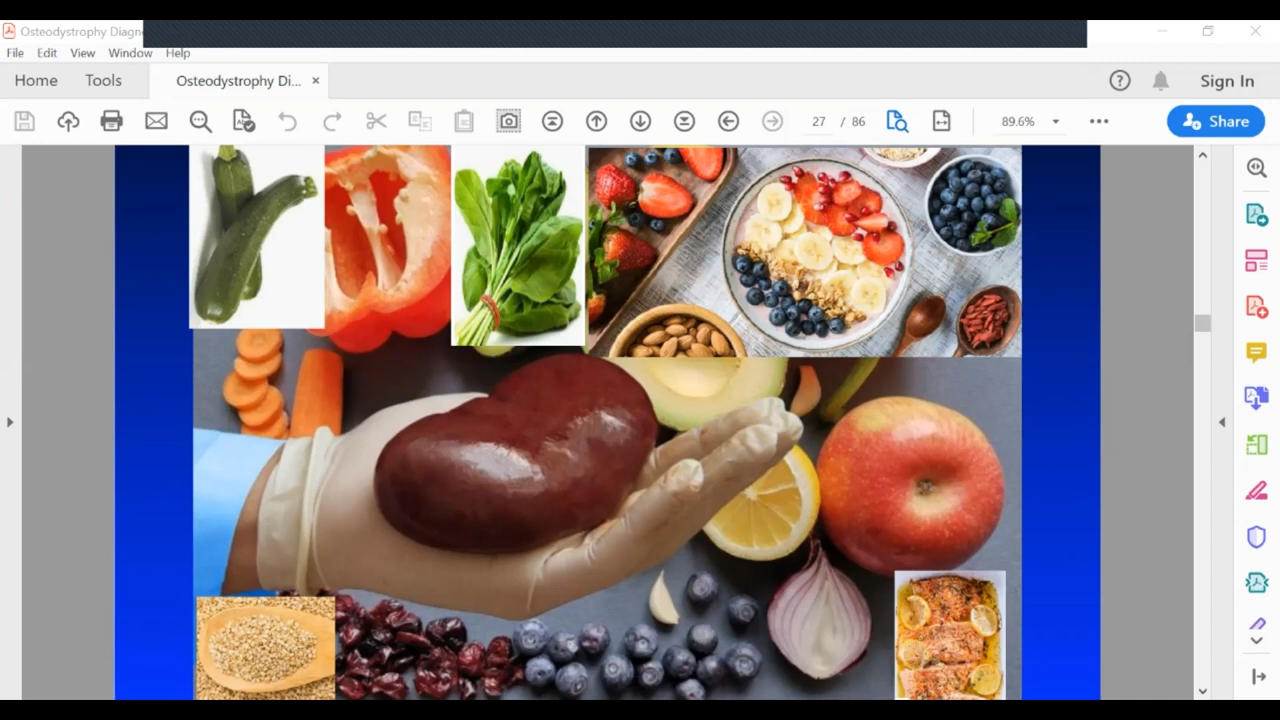 Osteodystrophy Diagn
File Edit View Window Help
Home Tools Osteodystrophy Di... × Sign In
27 / 86 89.6% Share